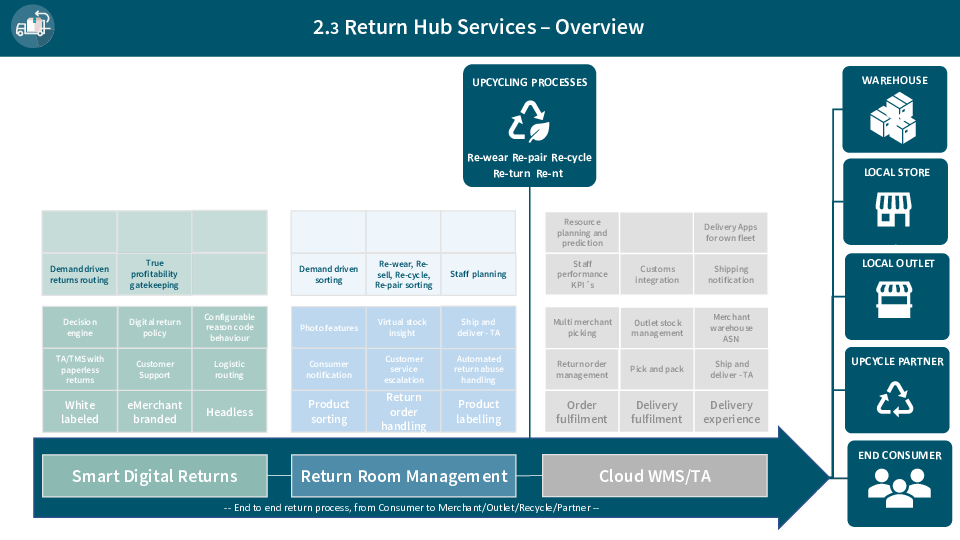 2.3 Return Hub Services – Overview
UPCYCLING PROCESSES
Re-wear Re-pair Re-cycle
Re-turn Re-nt
WAREHOUSE
LOCAL STORE
LOCAL OUTLET
UPCYCLE PARTNER
END CONSUMER
Demand driven
returns routing
True
profitability
gatekeeping
Decision
engine
Digital return
policy
Configurable
reason code
behaviour
TA/TMS with
paperless
returns
Customer
Support
Logistic
routing
White
labeled
eMerchant
branded
Headless
Demand driven
sorting
Re-wear, Re-
sell, Re-cycle,
Re-pair sorting
Staff planning
Photo features
Virtual stock
insight
Ship and
deliver - TA
Consumer
notification
Customer
service
escalation
Automated
return abuse
handling
Product
sorting
Return
order
handling
Product
labelling
Resource
planning and
prediction
Delivery Apps
for own fleet
Staff
performance
KPI´s
Customs
integration
Shipping
notification
Multi merchant
picking
Outlet stock
management
Merchant
warehouse
ASN
Return order
management
Pick and pack
Ship and
deliver - TA
Order
fulfilment
Delivery
fulfilment
Delivery
experience
Smart Digital Returns
Return Room Management
Cloud WMS/TA
-- End to end return process, from Consumer to Merchant/Outlet/Recycle/Partner --